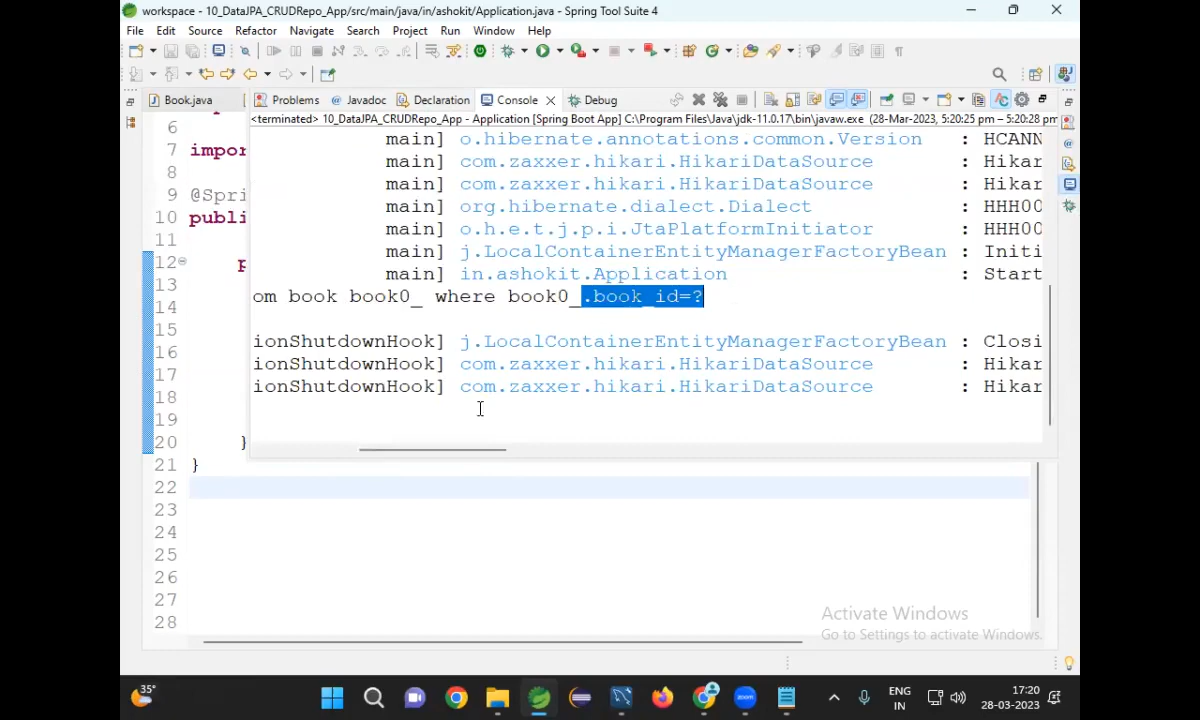 workspace - 10_DataJPA_CRUDRepo_App/src/main/java/in/ashokit/Application.java - Spring Tool Suite 4
File Edit Source Refactor Navigate Search Project Run Window Help
Book.java Problems Javadoc Declaration Console Debug
<terminated> 10_DataJPA_CRUDRepo_App - Application [Spring Boot App] C:\Program Files\Java\jdk-11.0.17\bin\javaw.exe (28-Mar-2023, 5:20:25 pm – 5:20:28 pm
main] o.hibernate.annotations.common.Version : HCANN
main] com.zaxxer.hikari.HikariDataSource : Hikar
main] com.zaxxer.hikari.HikariDataSource : Hikar
main] org.hibernate.dialect.Dialect : HHH00
main] o.h.e.t.j.p.i.JtaPlatformInitiator : HHH00
main] j.LocalContainerEntityManagerFactoryBean : Initi
main] in.ashokit.Application : Start
om book book0_ where book0_.book_id=?
ionShutdownHook] j.LocalContainerEntityManagerFactoryBean : Closi
ionShutdownHook] com.zaxxer.hikari.HikariDataSource : Hikar
ionShutdownHook] com.zaxxer.hikari.HikariDataSource : Hikar
6
7 impor
8
9 @Spri
10 publi
11
12 p
13
14
15
16
17
18
19
20 }
21 }
22
23
24
25
26
27
28
Activate Windows
Go to Settings to activate Windows.
35°
zoom
ENG
IN
17:20
28-03-2023